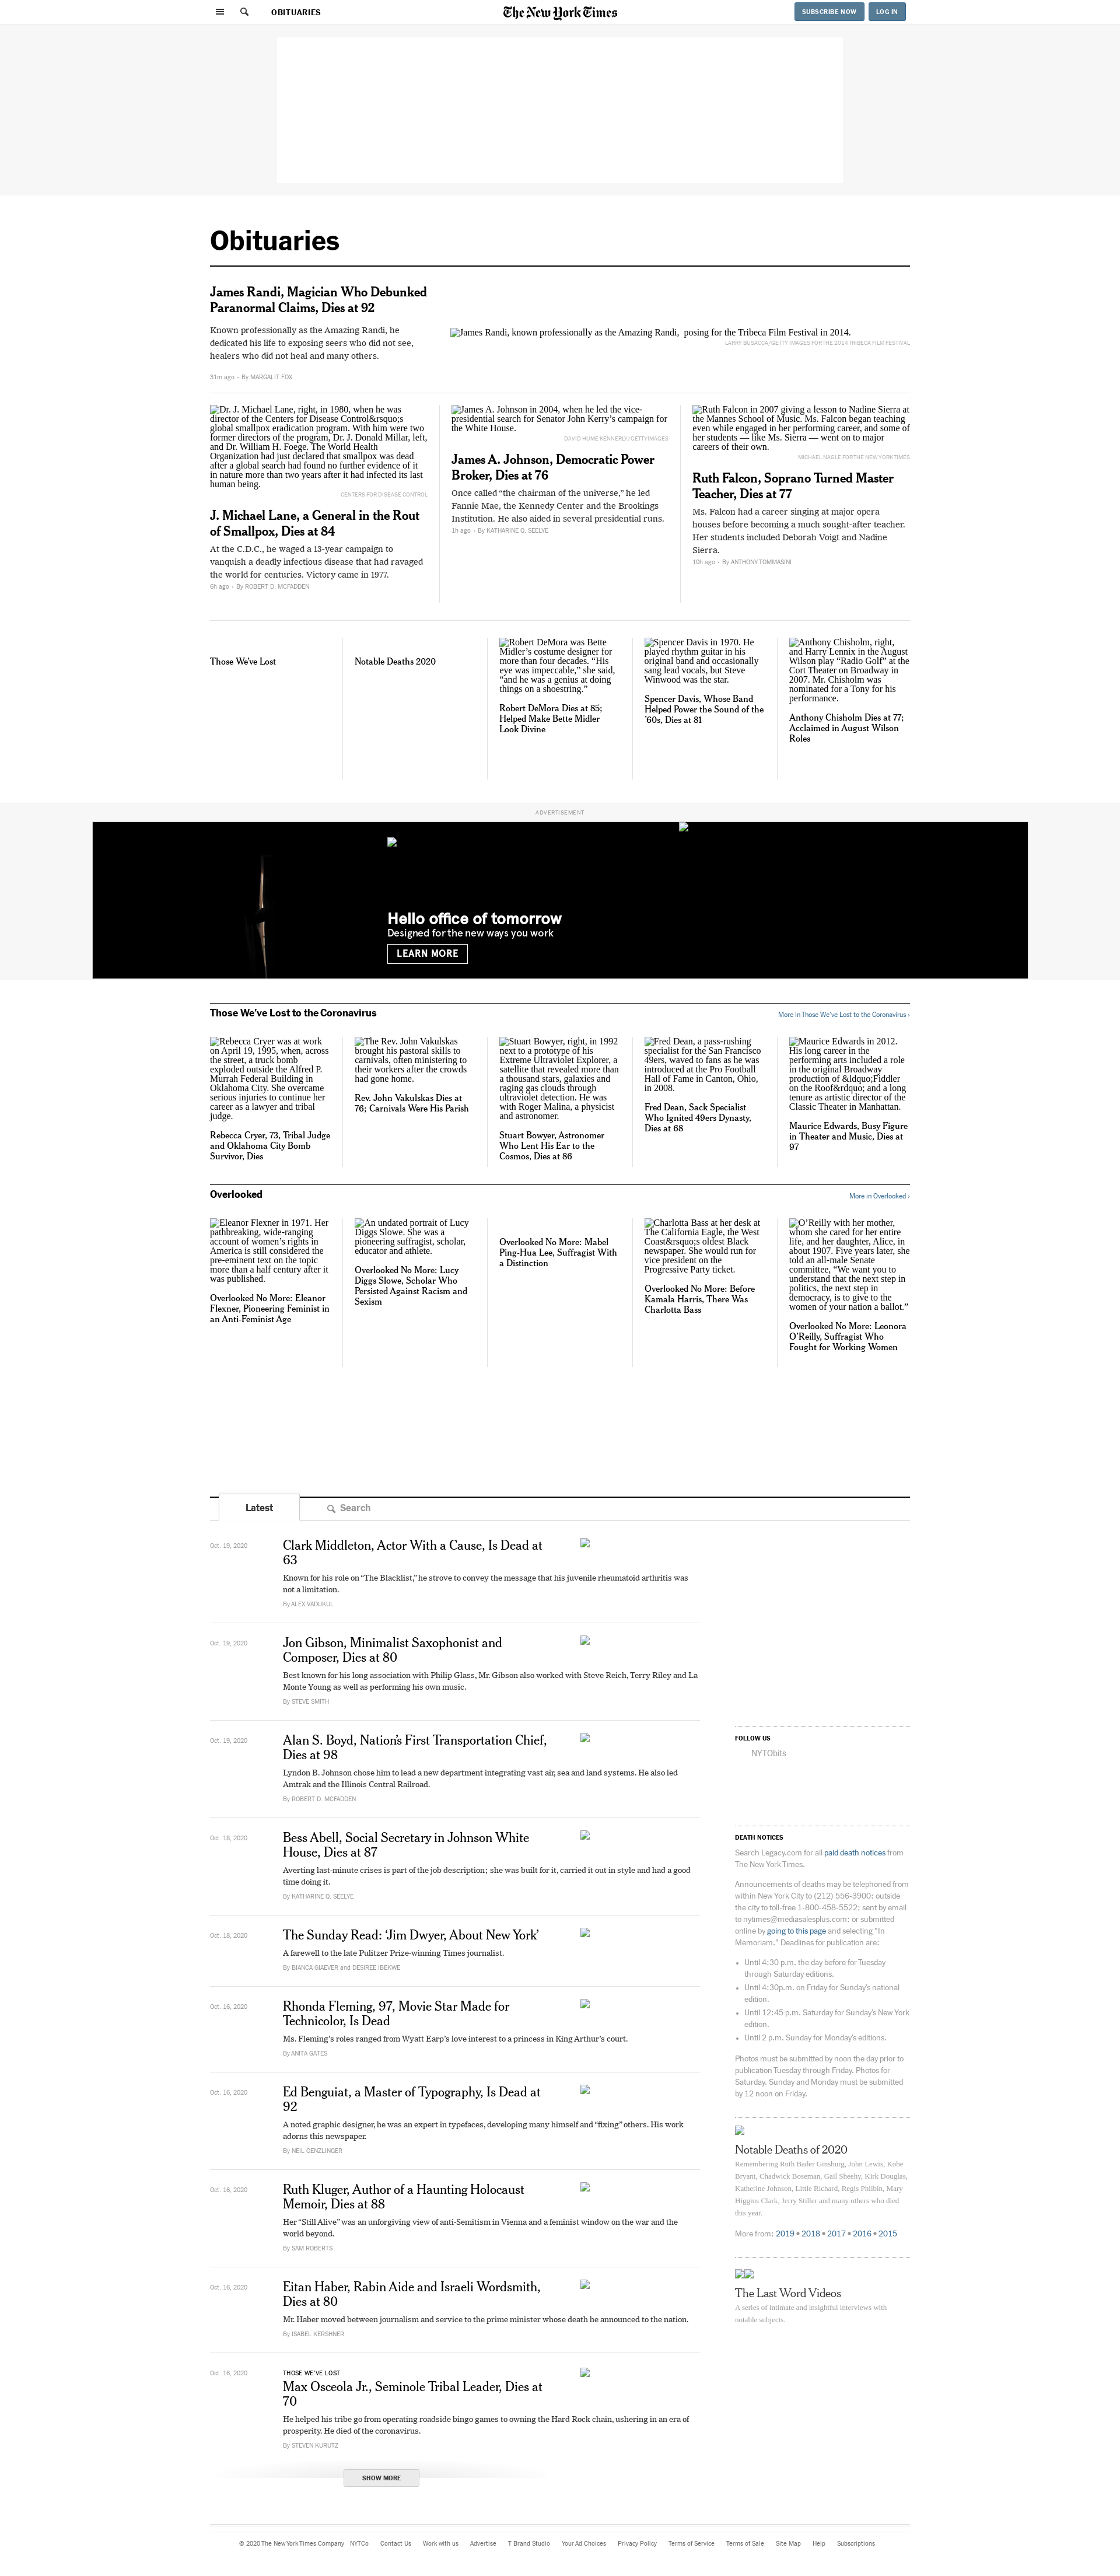 OBITUARIES
The New York Times
SUBSCRIBE NOW
LOG IN
Obituaries
James Randi, Magician Who Debunked
Paranormal Claims, Dies at 92
Known professionally as the Amazing Randi, he
dedicated his life to exposing seers who did not see,
healers who did not heal and many others.
31m ago • By MARGALIT FOX
James Randi, known professionally as the Amazing Randi, posing for the Tribeca Film Festival in 2014.
LARRY BUSACCA/GETTY IMAGES FOR THE 2014 TRIBECA FILM FESTIVAL
Dr. J. Michael Lane, right, in 1980, when he was
director of the Centers for Disease Control&rsquo;s
global smallpox eradication program. With him were two
former directors of the program, Dr. J. Donald Millar, left,
and Dr. William H. Foege. The World Health
Organization had just declared that smallpox was dead
after a global search had found no further evidence of it
in nature more than two years after it had infected its last
human being.
CENTERS FOR DISEASE CONTROL
J. Michael Lane, a General in the Rout
of Smallpox, Dies at 84
At the C.D.C., he waged a 13-year campaign to
vanquish a deadly infectious disease that had ravaged
the world for centuries. Victory came in 1977.
6h ago • By ROBERT D. MCFADDEN
James A. Johnson in 2004, when he led the vice-
presidential search for Senator John Kerry’s campaign for
the White House.
DAVID HUME KENNERLY/GETTYIMAGES
James A. Johnson, Democratic Power
Broker, Dies at 76
Once called “the chairman of the universe,” he led
Fannie Mae, the Kennedy Center and the Brookings
Institution. He also aided in several presidential runs.
1h ago • By KATHARINE Q. SEELYE
Ruth Falcon in 2007 giving a lesson to Nadine Sierra at
the Mannes School of Music. Ms. Falcon began teaching
even while engaged in her performing career, and some of
her students — like Ms. Sierra — went on to major
careers of their own.
MICHAEL NAGLE FOR THE NEW YORK TIMES
Ruth Falcon, Soprano Turned Master
Teacher, Dies at 77
Ms. Falcon had a career singing at major opera
houses before becoming a much sought-after teacher.
Her students included Deborah Voigt and Nadine
Sierra.
10h ago • By ANTHONY TOMMASINI
Those We’ve Lost
Notable Deaths 2020
Robert DeMora was Bette
Midler’s costume designer for
more than four decades. “His
eye was impeccable,” she said,
“and he was a genius at doing
things on a shoestring.”
Robert DeMora Dies at 85;
Helped Make Bette Midler
Look Divine
Spencer Davis in 1970. He
played rhythm guitar in his
original band and occasionally
sang lead vocals, but Steve
Winwood was the star.
Spencer Davis, Whose Band
Helped Power the Sound of the
’60s, Dies at 81
Anthony Chisholm, right,
and Harry Lennix in the August
Wilson play “Radio Golf” at the
Cort Theater on Broadway in
2007. Mr. Chisholm was
nominated for a Tony for his
performance.
Anthony Chisholm Dies at 77;
Acclaimed in August Wilson
Roles
ADVERTISEMENT
Hello office of tomorrow
Designed for the new ways you work
LEARN MORE
Those We’ve Lost to the Coronavirus
More in Those We’ve Lost to the Coronavirus ›
Rebecca Cryer was at work
on April 19, 1995, when, across
the street, a truck bomb
exploded outside the Alfred P.
Murrah Federal Building in
Oklahoma City. She overcame
serious injuries to continue her
career as a lawyer and tribal
judge.
Rebecca Cryer, 73, Tribal Judge
and Oklahoma City Bomb
Survivor, Dies
The Rev. John Vakulskas
brought his pastoral skills to
carnivals, often ministering to
their workers after the crowds
had gone home.
Rev. John Vakulskas Dies at
76; Carnivals Were His Parish
Stuart Bowyer, right, in 1992
next to a prototype of his
Extreme Ultraviolet Explorer, a
satellite that revealed more than
a thousand stars, galaxies and
raging gas clouds through
ultraviolet detection. He was
with Roger Malina, a physicist
and astronomer.
Stuart Bowyer, Astronomer
Who Lent His Ear to the
Cosmos, Dies at 86
Fred Dean, a pass-rushing
specialist for the San Francisco
49ers, waved to fans as he was
introduced at the Pro Football
Hall of Fame in Canton, Ohio,
in 2008.
Fred Dean, Sack Specialist
Who Ignited 49ers Dynasty,
Dies at 68
Maurice Edwards in 2012.
His long career in the
performing arts included a role
in the original Broadway
production of &ldquo;Fiddler
on the Roof&rdquo; and a long
tenure as artistic director of the
Classic Theater in Manhattan.
Maurice Edwards, Busy Figure
in Theater and Music, Dies at
97
Overlooked
More in Overlooked ›
Eleanor Flexner in 1971. Her
pathbreaking, wide-ranging
account of women’s rights in
America is still considered the
pre-eminent text on the topic
more than a half century after it
was published.
Overlooked No More: Eleanor
Flexner, Pioneering Feminist in
an Anti-Feminist Age
An undated portrait of Lucy
Diggs Slowe. She was a
pioneering suffragist, scholar,
educator and athlete.
Overlooked No More: Lucy
Diggs Slowe, Scholar Who
Persisted Against Racism and
Sexism
Overlooked No More: Mabel
Ping-Hua Lee, Suffragist With
a Distinction
Charlotta Bass at her desk at
The California Eagle, the West
Coast&rsquo;s oldest Black
newspaper. She would run for
vice president on the
Progressive Party ticket.
Overlooked No More: Before
Kamala Harris, There Was
Charlotta Bass
O’Reilly with her mother,
whom she cared for her entire
life, and her daughter, Alice, in
about 1907. Five years later, she
told an all-male Senate
committee, “We want you to
understand that the next step in
politics, the next step in
democracy, is to give to the
women of your nation a ballot.”
Overlooked No More: Leonora
O’Reilly, Suffragist Who
Fought for Working Women
Latest
Search
Oct. 19, 2020
Clark Middleton, Actor With a Cause, Is Dead at
63
Known for his role on “The Blacklist,” he strove to convey the message that his juvenile rheumatoid arthritis was
not a limitation.
By ALEX VADUKUL
Oct. 19, 2020
Jon Gibson, Minimalist Saxophonist and
Composer, Dies at 80
Best known for his long association with Philip Glass, Mr. Gibson also worked with Steve Reich, Terry Riley and La
Monte Young as well as performing his own music.
By STEVE SMITH
Oct. 19, 2020
Alan S. Boyd, Nation’s First Transportation Chief,
Dies at 98
Lyndon B. Johnson chose him to lead a new department integrating vast air, sea and land systems. He also led
Amtrak and the Illinois Central Railroad.
By ROBERT D. MCFADDEN
Oct. 18, 2020
Bess Abell, Social Secretary in Johnson White
House, Dies at 87
Averting last-minute crises is part of the job description; she was built for it, carried it out in style and had a good
time doing it.
By KATHARINE Q. SEELYE
Oct. 18, 2020
The Sunday Read: ‘Jim Dwyer, About New York’
A farewell to the late Pulitzer Prize-winning Times journalist.
By BIANCA GIAEVER and DESIREE IBEKWE
Oct. 16, 2020
Rhonda Fleming, 97, Movie Star Made for
Technicolor, Is Dead
Ms. Fleming’s roles ranged from Wyatt Earp’s love interest to a princess in King Arthur’s court.
By ANITA GATES
Oct. 16, 2020
Ed Benguiat, a Master of Typography, Is Dead at
92
A noted graphic designer, he was an expert in typefaces, developing many himself and “fixing” others. His work
adorns this newspaper.
By NEIL GENZLINGER
Oct. 16, 2020
Ruth Kluger, Author of a Haunting Holocaust
Memoir, Dies at 88
Her “Still Alive” was an unforgiving view of anti-Semitism in Vienna and a feminist window on the war and the
world beyond.
By SAM ROBERTS
Oct. 16, 2020
Eitan Haber, Rabin Aide and Israeli Wordsmith,
Dies at 80
Mr. Haber moved between journalism and service to the prime minister whose death he announced to the nation.
By ISABEL KERSHNER
Oct. 16, 2020
THOSE WE’VE LOST
Max Osceola Jr., Seminole Tribal Leader, Dies at
70
He helped his tribe go from operating roadside bingo games to owning the Hard Rock chain, ushering in an era of
prosperity. He died of the coronavirus.
By STEVEN KURUTZ
SHOW MORE
FOLLOW US
NYTObits
DEATH NOTICES
Search Legacy.com for all paid death notices from
The New York Times.
Announcements of deaths may be telephoned from
within New York City to (212) 556-3900; outside
the city to toll-free 1-800-458-5522; sent by email
to nytimes@mediasalesplus.com; or submitted
online by going to this page and selecting "In
Memoriam." Deadlines for publication are:
• Until 4:30 p.m. the day before for Tuesday
through Saturday editions.
• Until 4:30p.m. on Friday for Sunday’s national
edition.
• Until 12:45 p.m. Saturday for Sunday’s New York
edition.
• Until 2 p.m. Sunday for Monday’s editions.
Photos must be submitted by noon the day prior to
publication Tuesday through Friday. Photos for
Saturday, Sunday and Monday must be submitted
by 12 noon on Friday.
Notable Deaths of 2020
Remembering Ruth Bader Ginsburg, John Lewis, Kobe
Bryant, Chadwick Boseman, Gail Sheehy, Kirk Douglas,
Katherine Johnson, Little Richard, Regis Philbin, Mary
Higgins Clark, Jerry Stiller and many others who died
this year.
More from: 2019 • 2018 • 2017 • 2016 • 2015
The Last Word Videos
A series of intimate and insightful interviews with
notable subjects.
© 2020 The New York Times Company NYTCo Contact Us Work with us Advertise T Brand Studio Your Ad Choices Privacy Policy Terms of Service Terms of Sale Site Map Help Subscriptions